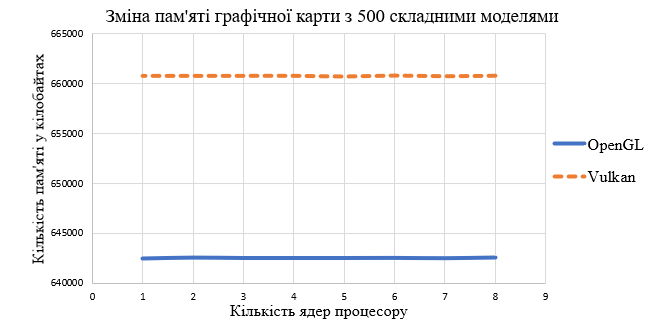 Зміна пам'яті графічної карти з 500 складними моделями
665000
660000
655000
650000
645000
640000
Кількість пам'яті у кілобайтах
0 1 2 3 4 5 6 7 8 9
Кількість ядер процесору
OpenGL
Vulkan